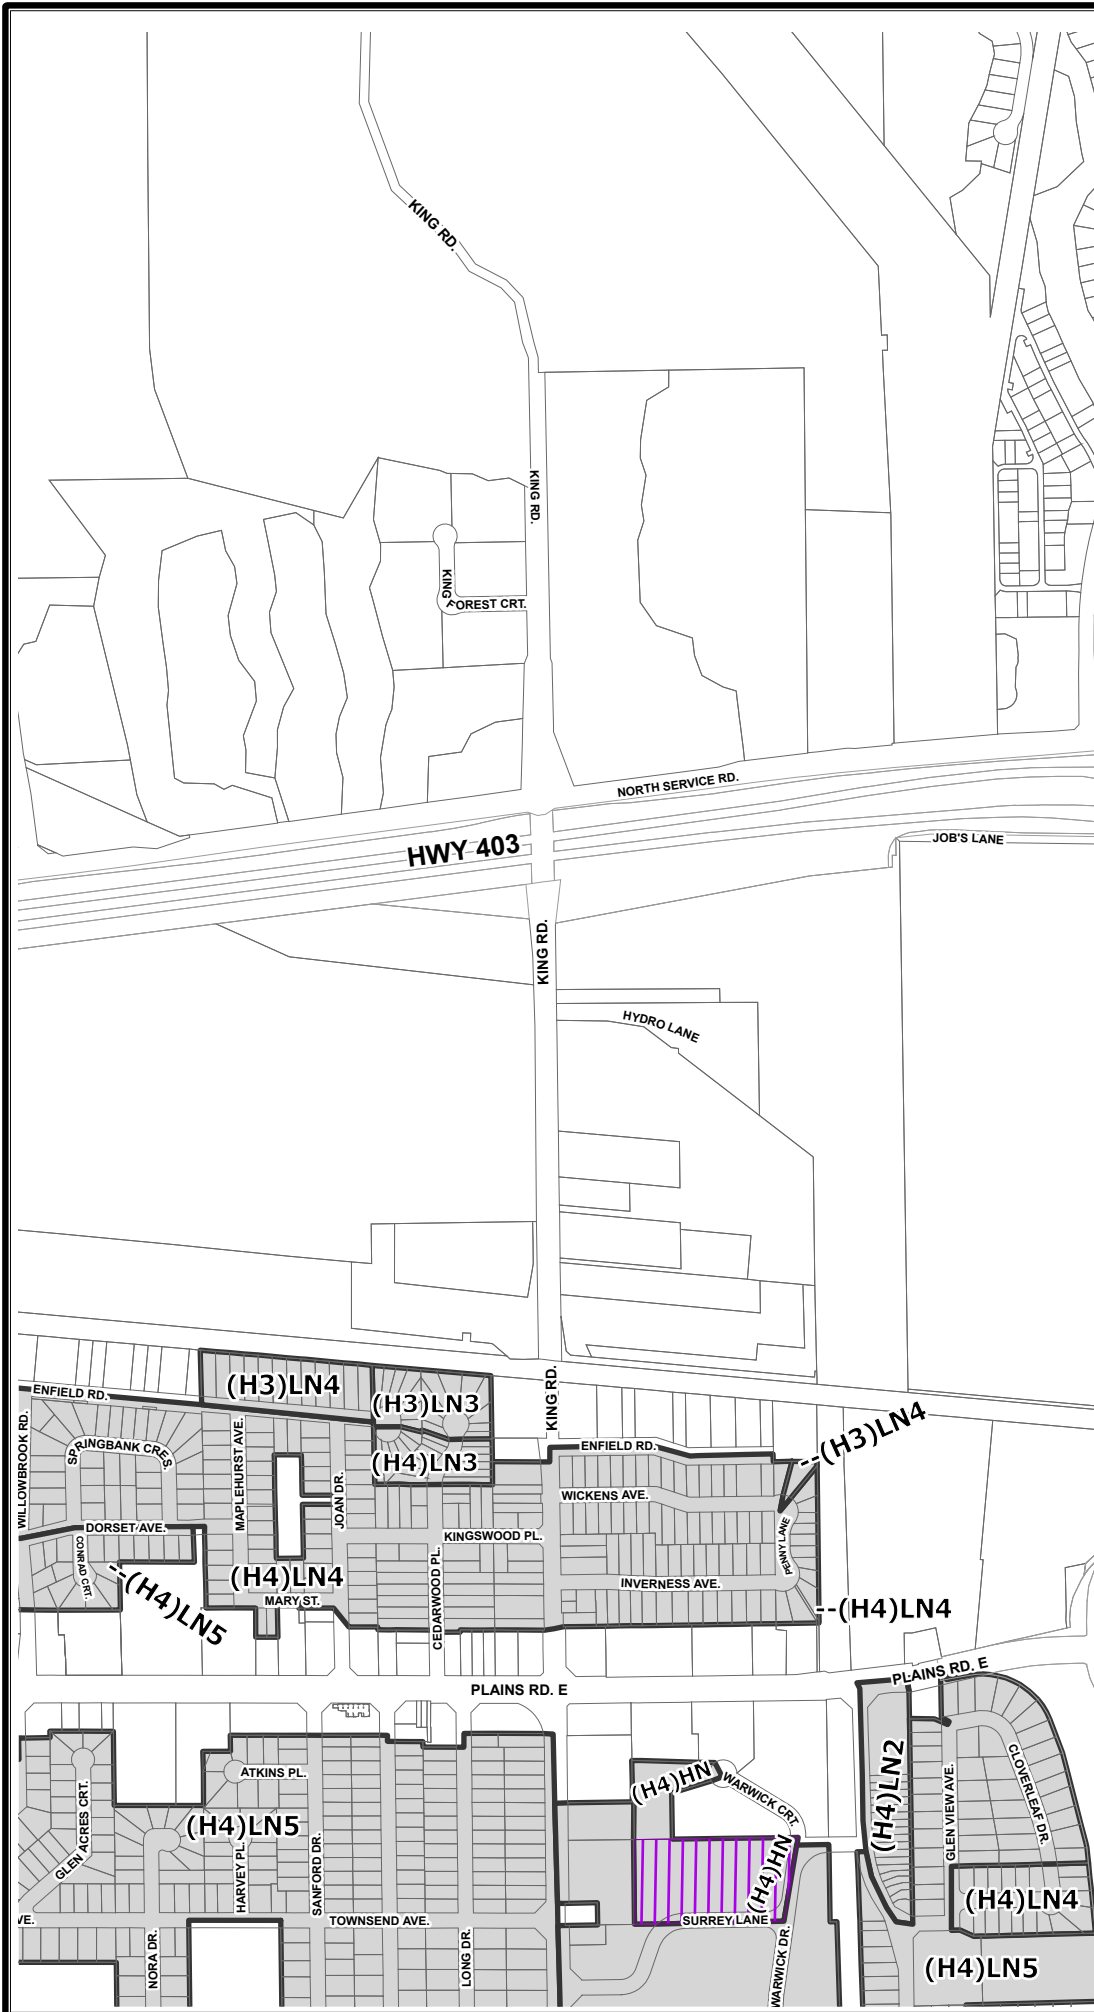 KING RD.
KING RD.
KING
FOREST CRT.
NORTH SERVICE RD.
HWY 403
JOB'S LANE
KING RD.
HYDRO LANE
KING RD.
(H3)LN4
(H3)LN3
ENFIELD RD.
--(H3)LN4
WILLOWBROOK RD.
SPRINGBANK CRES.
MAPLEHURST AVE.
(H4)LN3
ENFIELD RD.
JOAN DR.
WICKENS AVE.
DORSET AVE.
KINGSWOOD PL.
PENNY LANE
CONRAD CRT.
--(H4)LN5
(H4)LN4
INVERNESS AVE.
MARY ST.
CEDARWOOD PL.
--(H4)LN4
PLAINS RD. E
PLAINS RD. E
(H4)HN
WARWICK CRT.
(H4)LN2
GLEN VIEW AVE.
CLOVERLEAF DR.
ATKINS PL.
GLEN ACRES CRT.
(H4)LN5
HARVEY PL.
SANFORD DR.
(H4)HN
(H4)LN4
VE.
TOWNSEND AVE.
SURREY LANE
NORA DR.
LONG DR.
WARWICK DR.
(H4)LN5